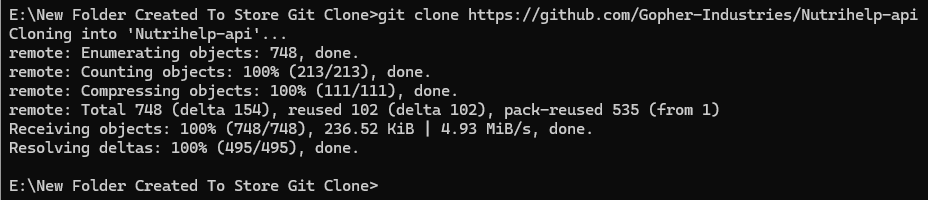 E:\New Folder Created To Store Git Clone>git clone https://github.com/Gopher-Industries/Nutrihelp-api
Cloning into 'Nutrihelp-api'...
remote: Enumerating objects: 748, done.
remote: Counting objects: 100% (213/213), done.
remote: Compressing objects: 100% (111/111), done.
remote: Total 748 (delta 154), reused 102 (delta 102), pack-reused 535 (from 1)
Receiving objects: 100% (748/748), 236.52 KiB | 4.93 MiB/s, done.
Resolving deltas: 100% (495/495), done.
E:\New Folder Created To Store Git Clone>